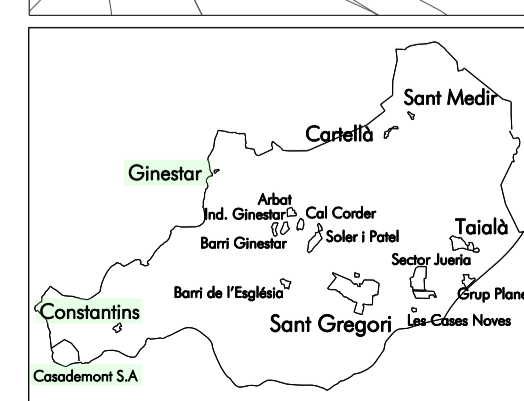 Sant Medir
Cartellà
Ginestar
Arbat
Ind. Ginestar
Cal Corder
Barri Ginestar
Soler i Patel
Taialà
Sector Jueria
Barri de l'Església
Grup Plane
Constantins
Sant Gregori
Les Cases Noves
Casademont S.A